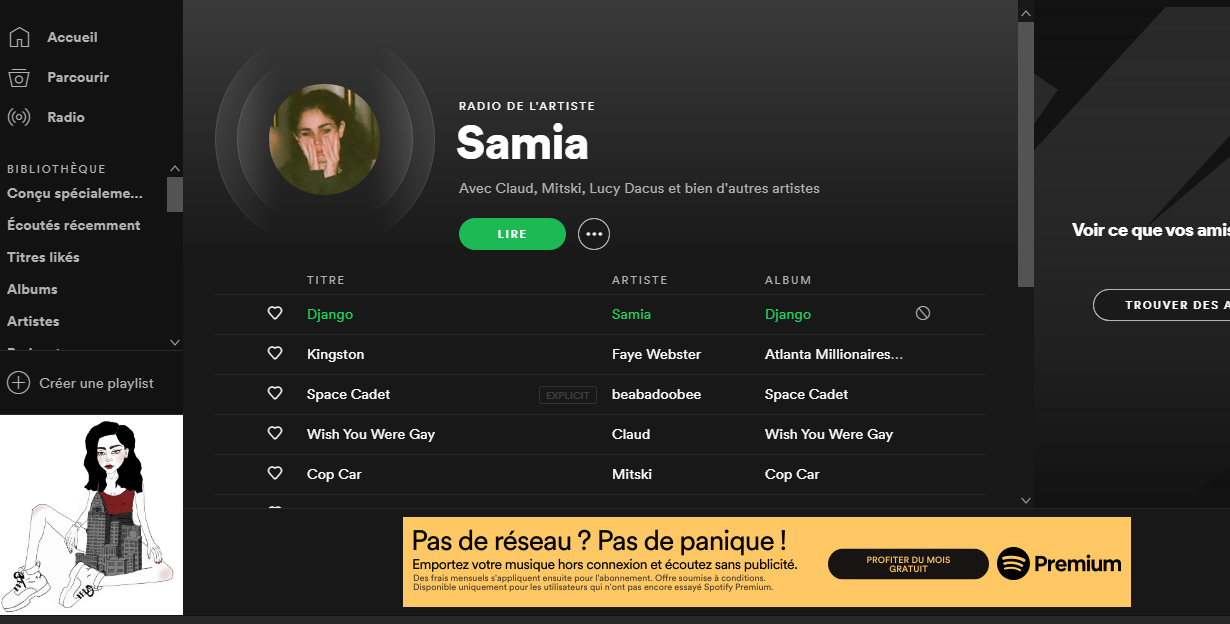 Accueil
Parcourir
Radio
BIBLIOTHÈQUE
Conçu spécialeme...
Écoutés récemment
Titres likés
Albums
Artistes
Créer une playlist
RADIO DE L'ARTISTE
Samia
Avec Claud, Mitski, Lucy Dacus et bien d'autres artistes
LIRE
TITRE ARTISTE ALBUM
Django Samia Django
Kingston Faye Webster Atlanta Millionaires...
Space Cadet EXPLICIT beabadoobee Space Cadet
Wish You Were Gay Claud Wish You Were Gay
Cop Car Mitski Cop Car
Voir ce que vos amis
TROUVER DES A
Pas de réseau ? Pas de panique !
Emportez votre musique hors connexion et écoutez sans publicité.
Des frais mensuels s'appliquent ensuite pour l'abonnement. Offre soumise à conditions.
Disponible uniquement pour les utilisateurs qui n'ont pas encore essayé Spotify Premium.
PROFITER DU MOIS
GRATUIT
Premium